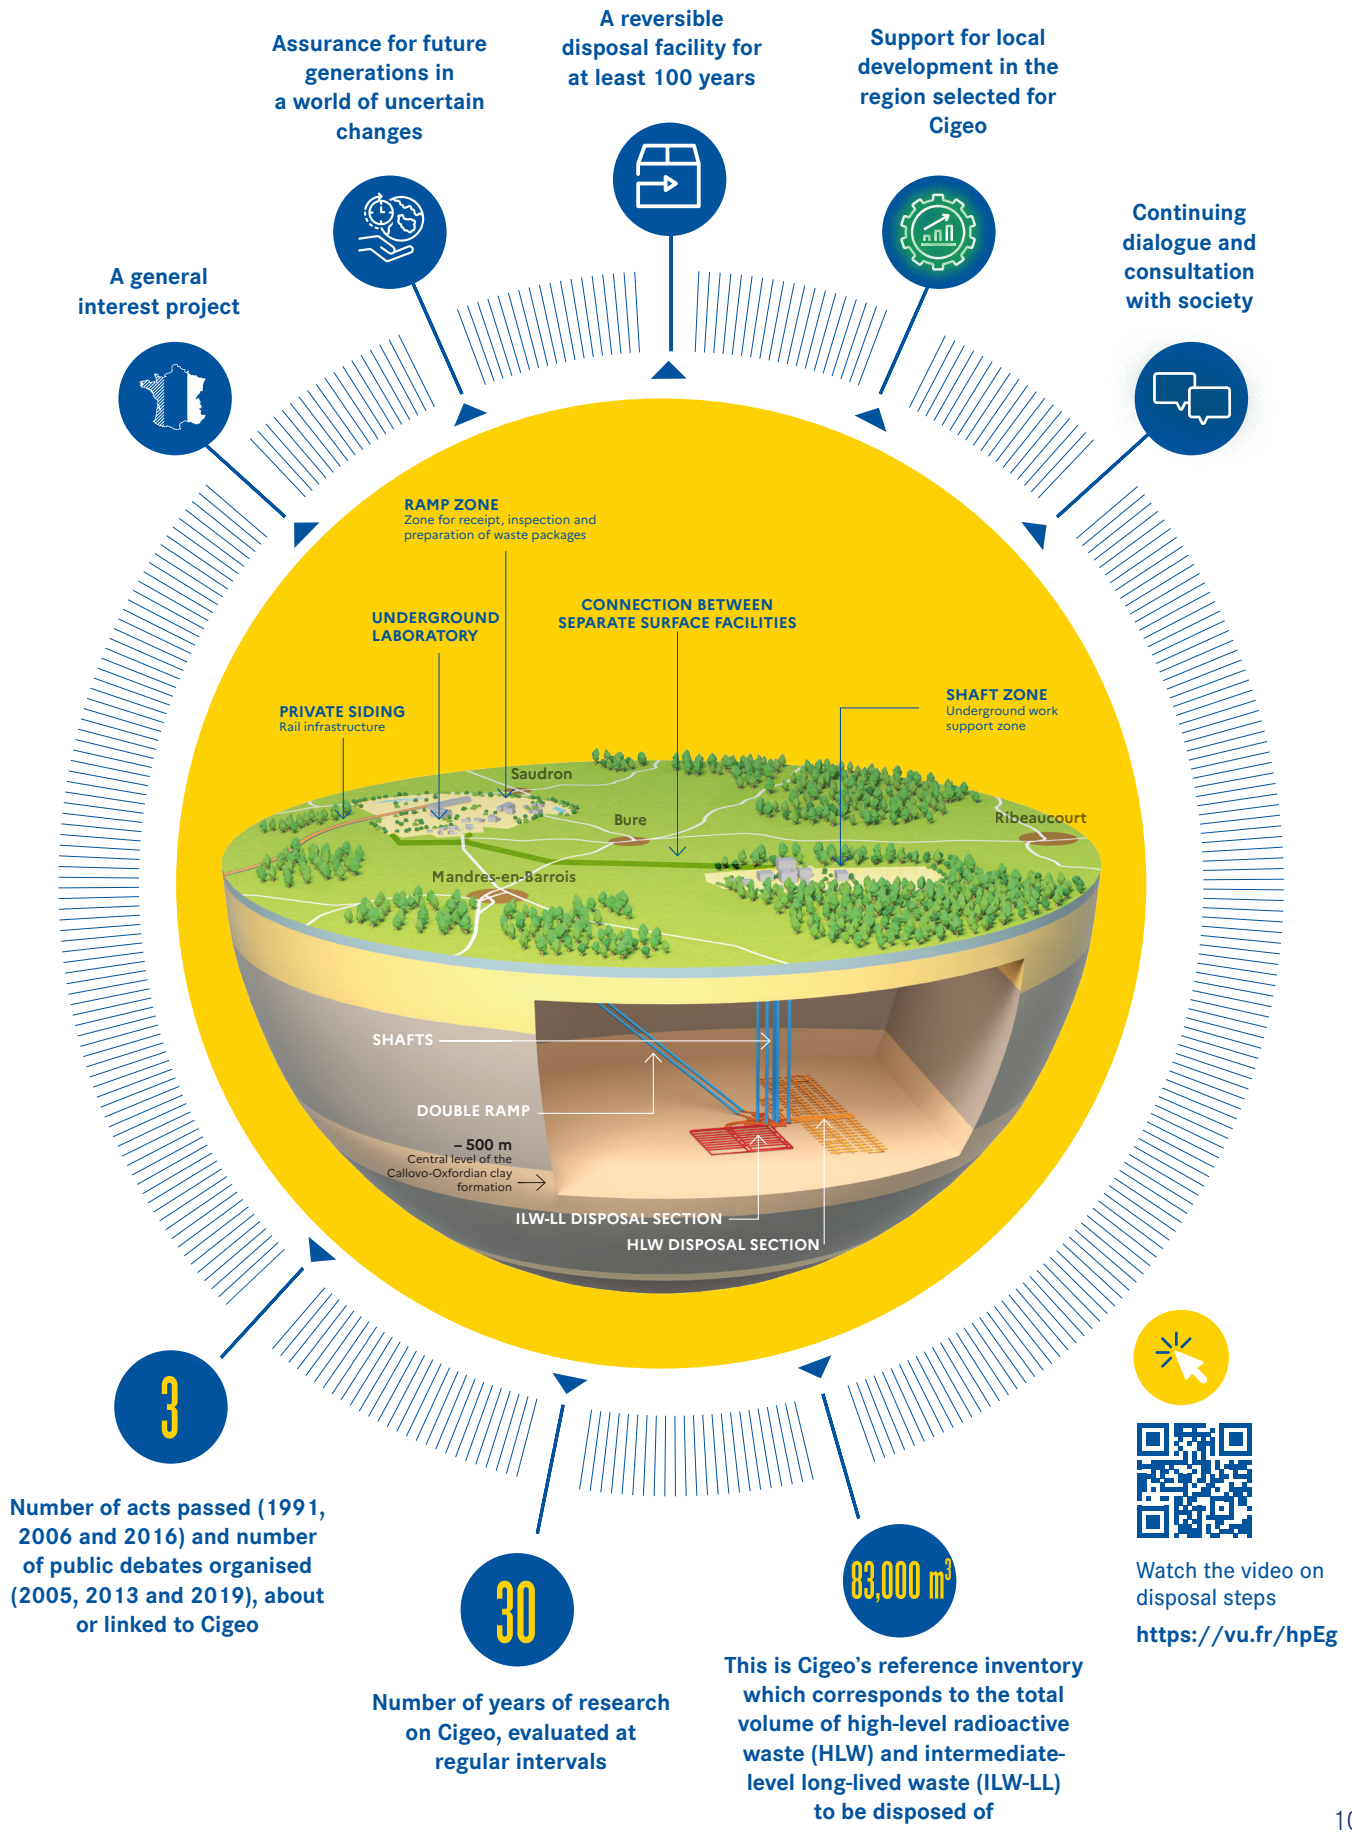 A reversible
disposal facility for
at least 100 years
Assurance for future
generations in
a world of uncertain
changes
Support for local
development in the
region selected for
Cigeo
Continuing
dialogue and
consultation
with society
A general
interest project
RAMP ZONE
Zone for receipt, inspection and
preparation of waste packages
UNDERGROUND
LABORATORY
CONNECTION BETWEEN
SEPARATE SURFACE FACILITIES
PRIVATE SIDING
Rail infrastructure
SHAFT ZONE
Underground work
support zone
Saudron
Bure
Ribeaucourt
Mandres-en-Barrois
SHAFTS
DOUBLE RAMP
– 500 m
Central level of the
Callovo-Oxfordian clay
formation
ILW-LL DISPOSAL SECTION
HLW DISPOSAL SECTION
3
Number of acts passed (1991,
2006 and 2016) and number
of public debates organised
(2005, 2013 and 2019), about
or linked to Cigeo
30
Number of years of research
on Cigeo, evaluated at
regular intervals
83,000 m³
This is Cigeo’s reference inventory
which corresponds to the total
volume of high-level radioactive
waste (HLW) and intermediate-
level long-lived waste (ILW-LL)
to be disposed of
Watch the video on
disposal steps
https://vu.fr/hpEg